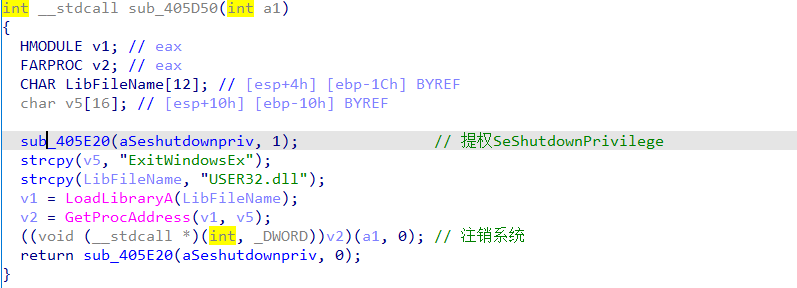 int __stdcall sub_405D50(int a1)
{
  HMODULE v1; // eax
  FARPROC v2; // eax
  CHAR LibFileName[12]; // [esp+4h] [ebp-1Ch] BYREF
  char v5[16]; // [esp+10h] [ebp-10h] BYREF

  sub_405E20(aSeshutdownpriv, 1);                 // 提权SeShutdownPrivilege
  strcpy(v5, "ExitWindowsEx");
  strcpy(LibFileName, "USER32.dll");
  v1 = LoadLibraryA(LibFileName);
  v2 = GetProcAddress(v1, v5);
  ((void (__stdcall *)(int, _DWORD))v2)(a1, 0); // 注销系统
  return sub_405E20(aSeshutdownpriv, 0);
}